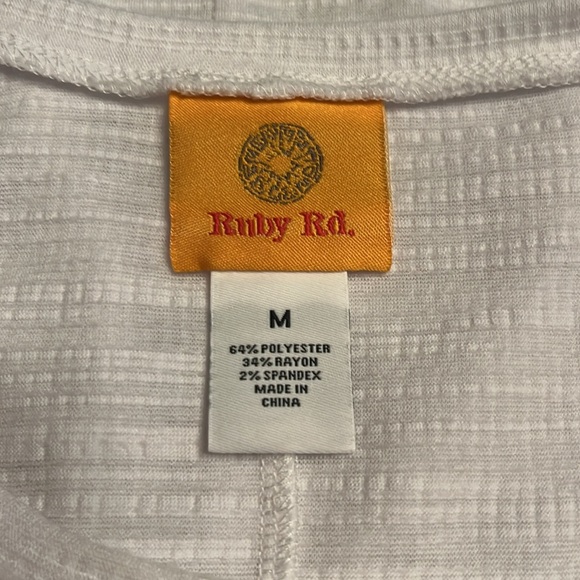 Ruby Rd.
M
64% POLYESTER
34% RAYON
2% SPANDEX
MADE IN
CHINA